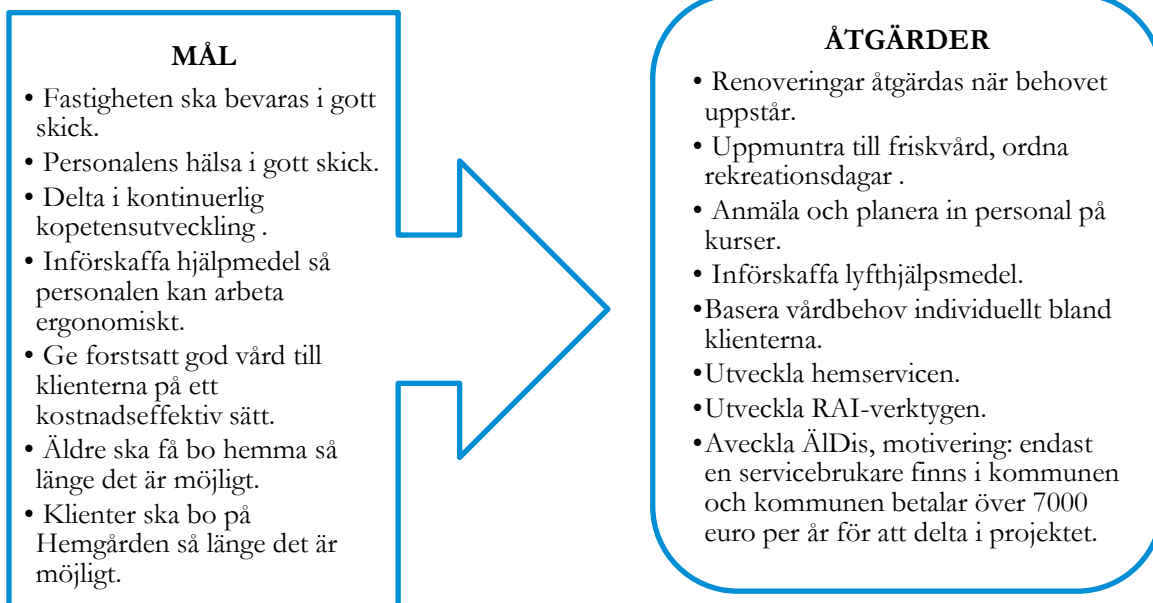 MÅL
• Fastigheten ska bevaras i gott
skick.
• Personalens hälsa i gott skick.
• Delta i kontinuerlig
kopetensutveckling .
• Införskaffa hjälpmedel så
personalen kan arbeta
ergonomiskt.
• Ge forstsatt god vård till
klienterna på ett
kostnadseffektiv sätt.
• Äldre ska få bo hemma så
länge det är möjligt.
• Klienter ska bo på
Hemgården så länge det är
möjligt.
ÅTGÄRDER
• Renoveringar åtgärdas när behovet
uppstår.
• Uppmuntra till friskvård, ordna
rekreationsdagar .
• Anmäla och planera in personal på
kurser.
• Införskaffa lyfthjälpsmedel.
•Basera vårdbehov individuellt bland
klienterna.
•Utveckla hemservicen.
•Utveckla RAI-verktygen.
•Aveckla ÄlDis, motivering: endast
en servicebrukare finns i kommunen
och kommunen betalar över 7000
euro per år för att delta i projektet.